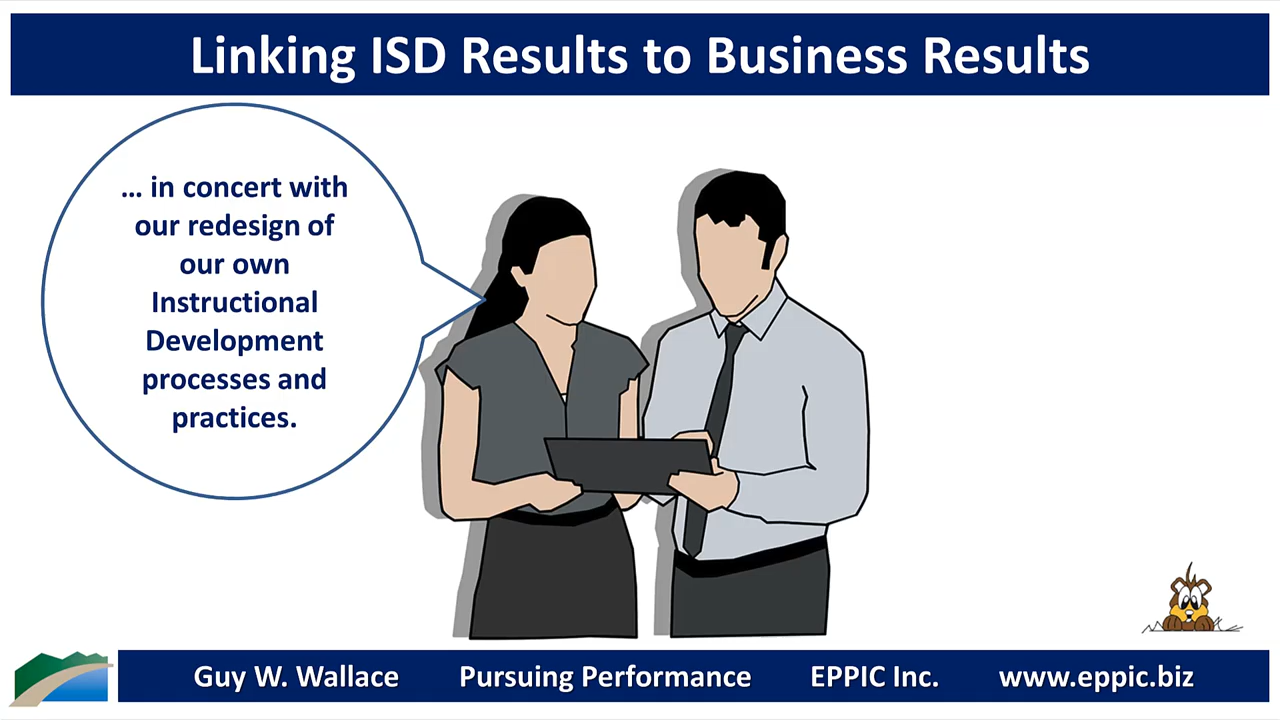 Linking ISD Results to Business Results
… in concert with
our redesign of
our own
Instructional
Development
processes and
practices.
Guy W. Wallace Pursuing Performance EPPIC Inc. www.eppic.biz